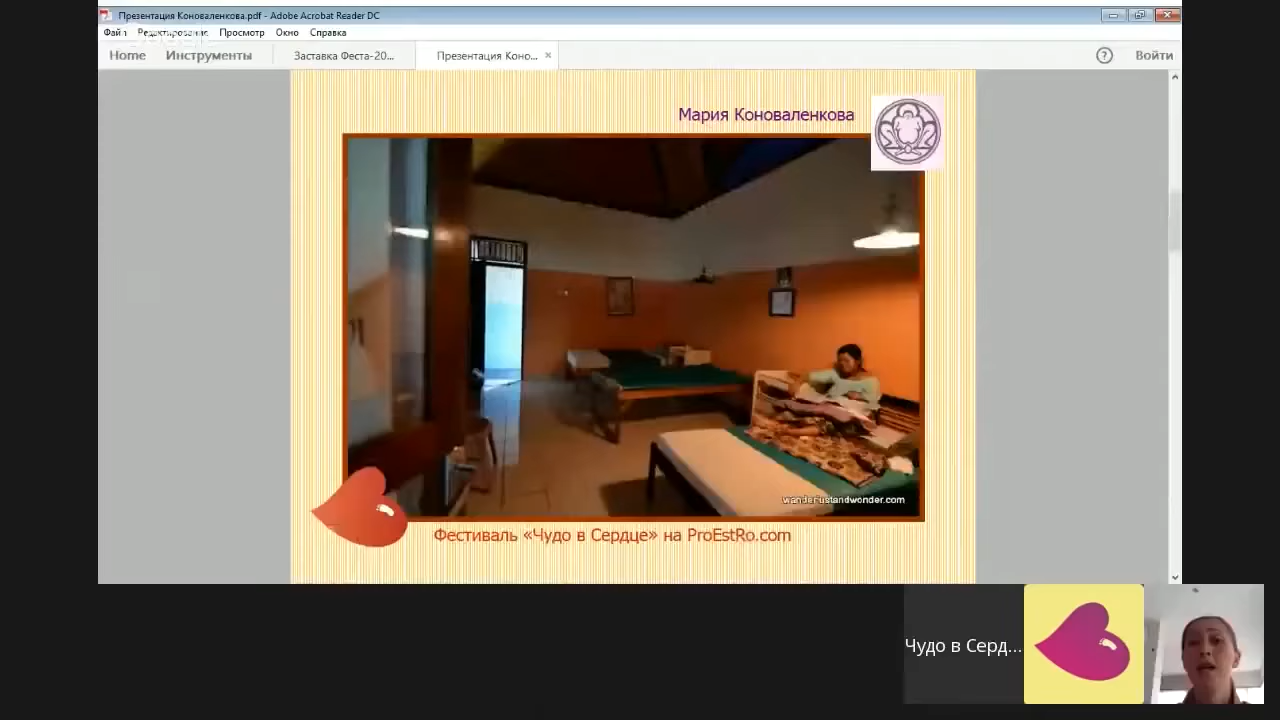 Презентация Коноваленкова.pdf - Adobe Acrobat Reader DC
Файл Редактирование Просмотр Окно Справка
Home Инструменты Заставка Феста-20... Презентация Коно... × ? Войти
Мария Коноваленкова
wanderlustandwonder.com
Фестиваль «Чудо в Сердце» на ProEstRo.com
Чудо в Серд...